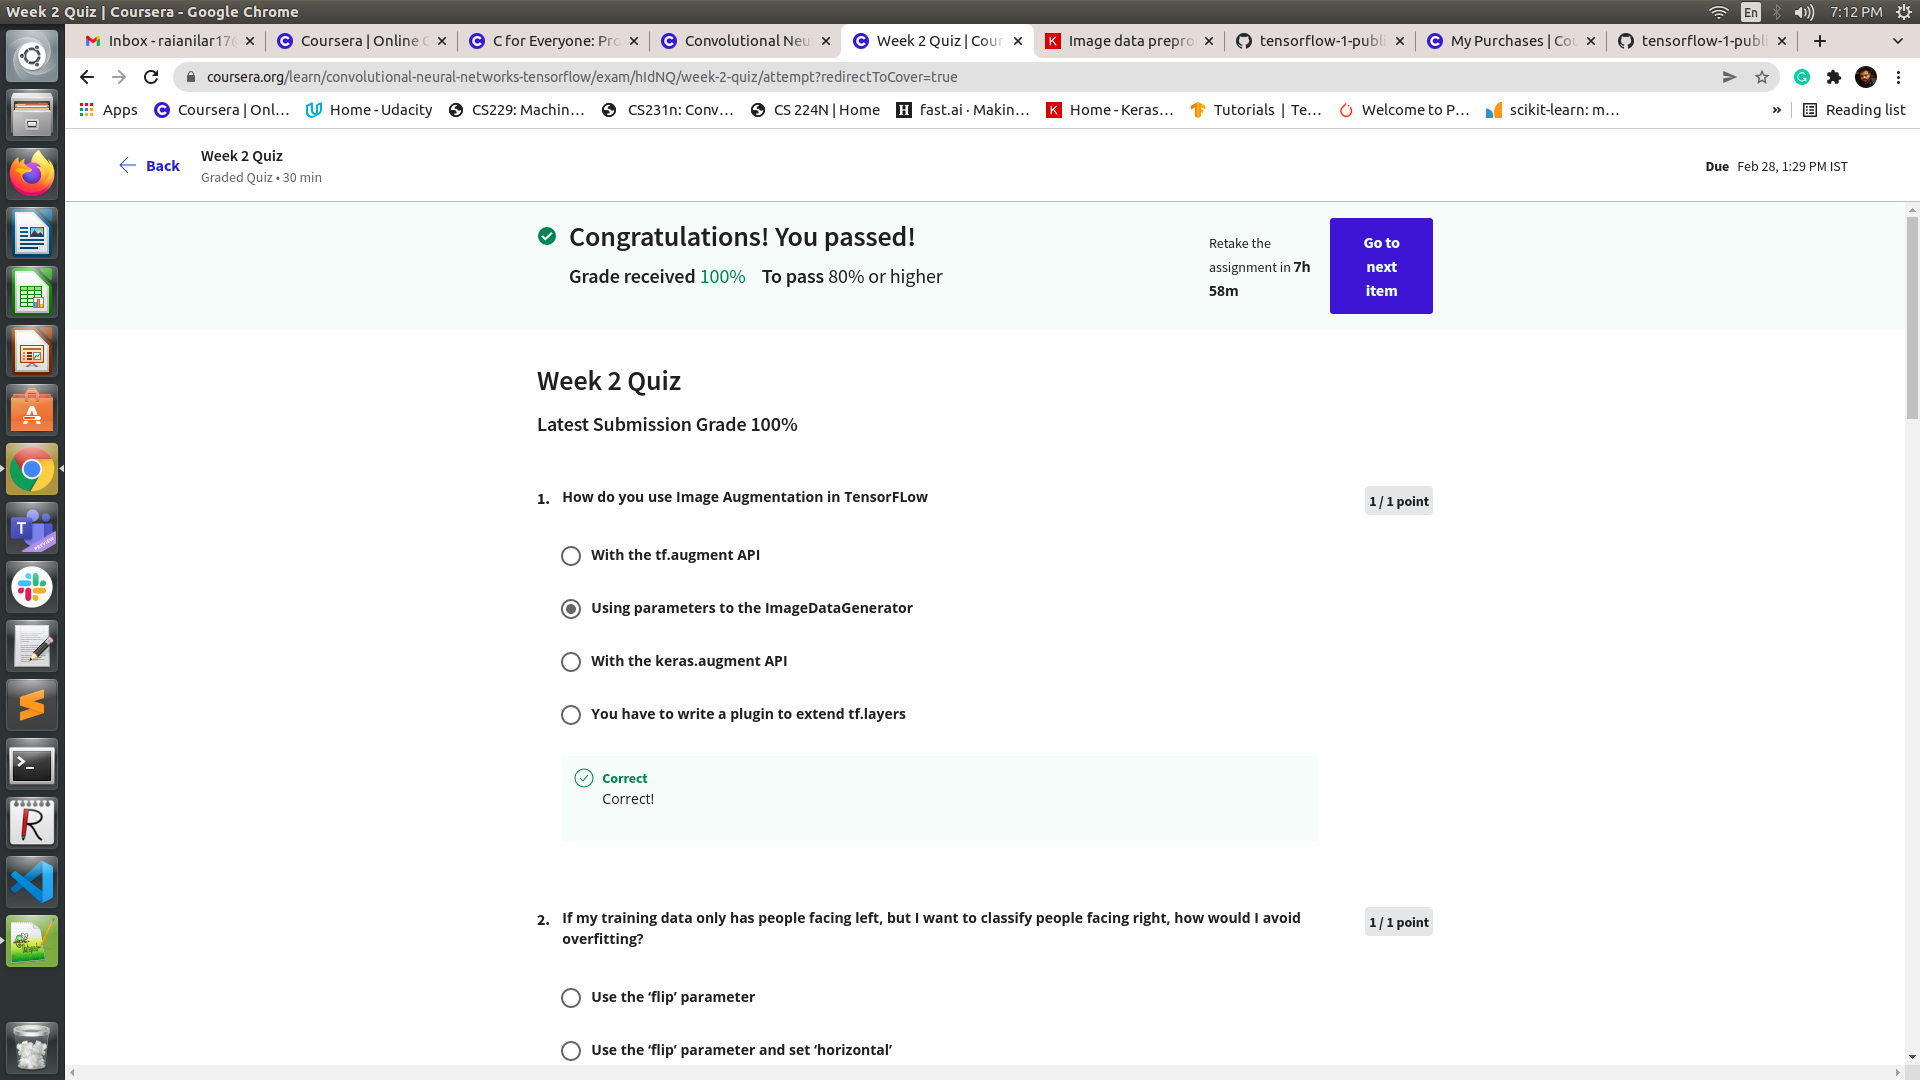 Week 2 Quiz | Coursera - Google Chrome
En
7:12 PM
Inbox - raianilar17
Coursera | Online C
C for Everyone: Pro
Convolutional Neu
Week 2 Quiz | Cour
Image data prepro
tensorflow-1-publi
My Purchases | Cou
tensorflow-1-publi
coursera.org/learn/convolutional-neural-networks-tensorflow/exam/hIdNQ/week-2-quiz/attempt?redirectToCover=true
Apps
Coursera | Onl...
Home - Udacity
CS229: Machin...
CS231n: Conv...
CS 224N | Home
fast.ai · Makin...
Home - Keras...
Tutorials | Te...
Welcome to P...
scikit-learn: m...
»
Reading list
Back
Week 2 Quiz
Graded Quiz • 30 min
Due Feb 28, 1:29 PM IST
Congratulations! You passed!
Grade received 100% To pass 80% or higher
Retake the
assignment in 7h
58m
Go to
next
item
Week 2 Quiz
Latest Submission Grade 100%
1. How do you use Image Augmentation in TensorFLow
1 / 1 point
With the tf.augment API
Using parameters to the ImageDataGenerator
With the keras.augment API
You have to write a plugin to extend tf.layers
Correct
Correct!
2. If my training data only has people facing left, but I want to classify people facing right, how would I avoid
overfitting?
1 / 1 point
Use the ‘flip’ parameter
Use the ‘flip’ parameter and set ‘horizontal’